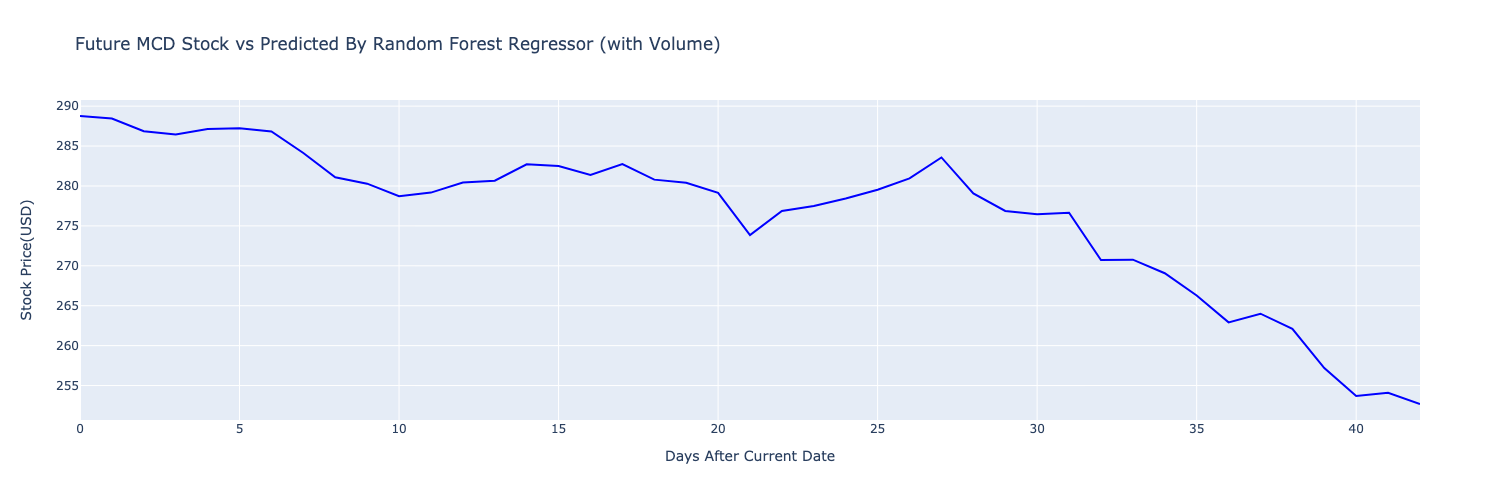 Future MCD Stock vs Predicted By Random Forest Regressor (with Volume)
290
285
280
275
270
265
260
255
Stock Price(USD)
0 5 10 15 20 25 30 35 40
Days After Current Date